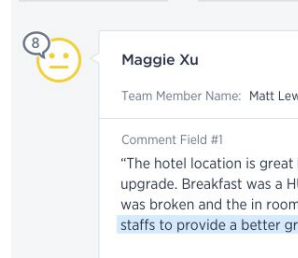 8
Maggie Xu
Team Member Name: Matt
Comment Field #1
“The hotel location is great
upgrade. Breakfast was a
was broken and the in room
staffs to provide a better